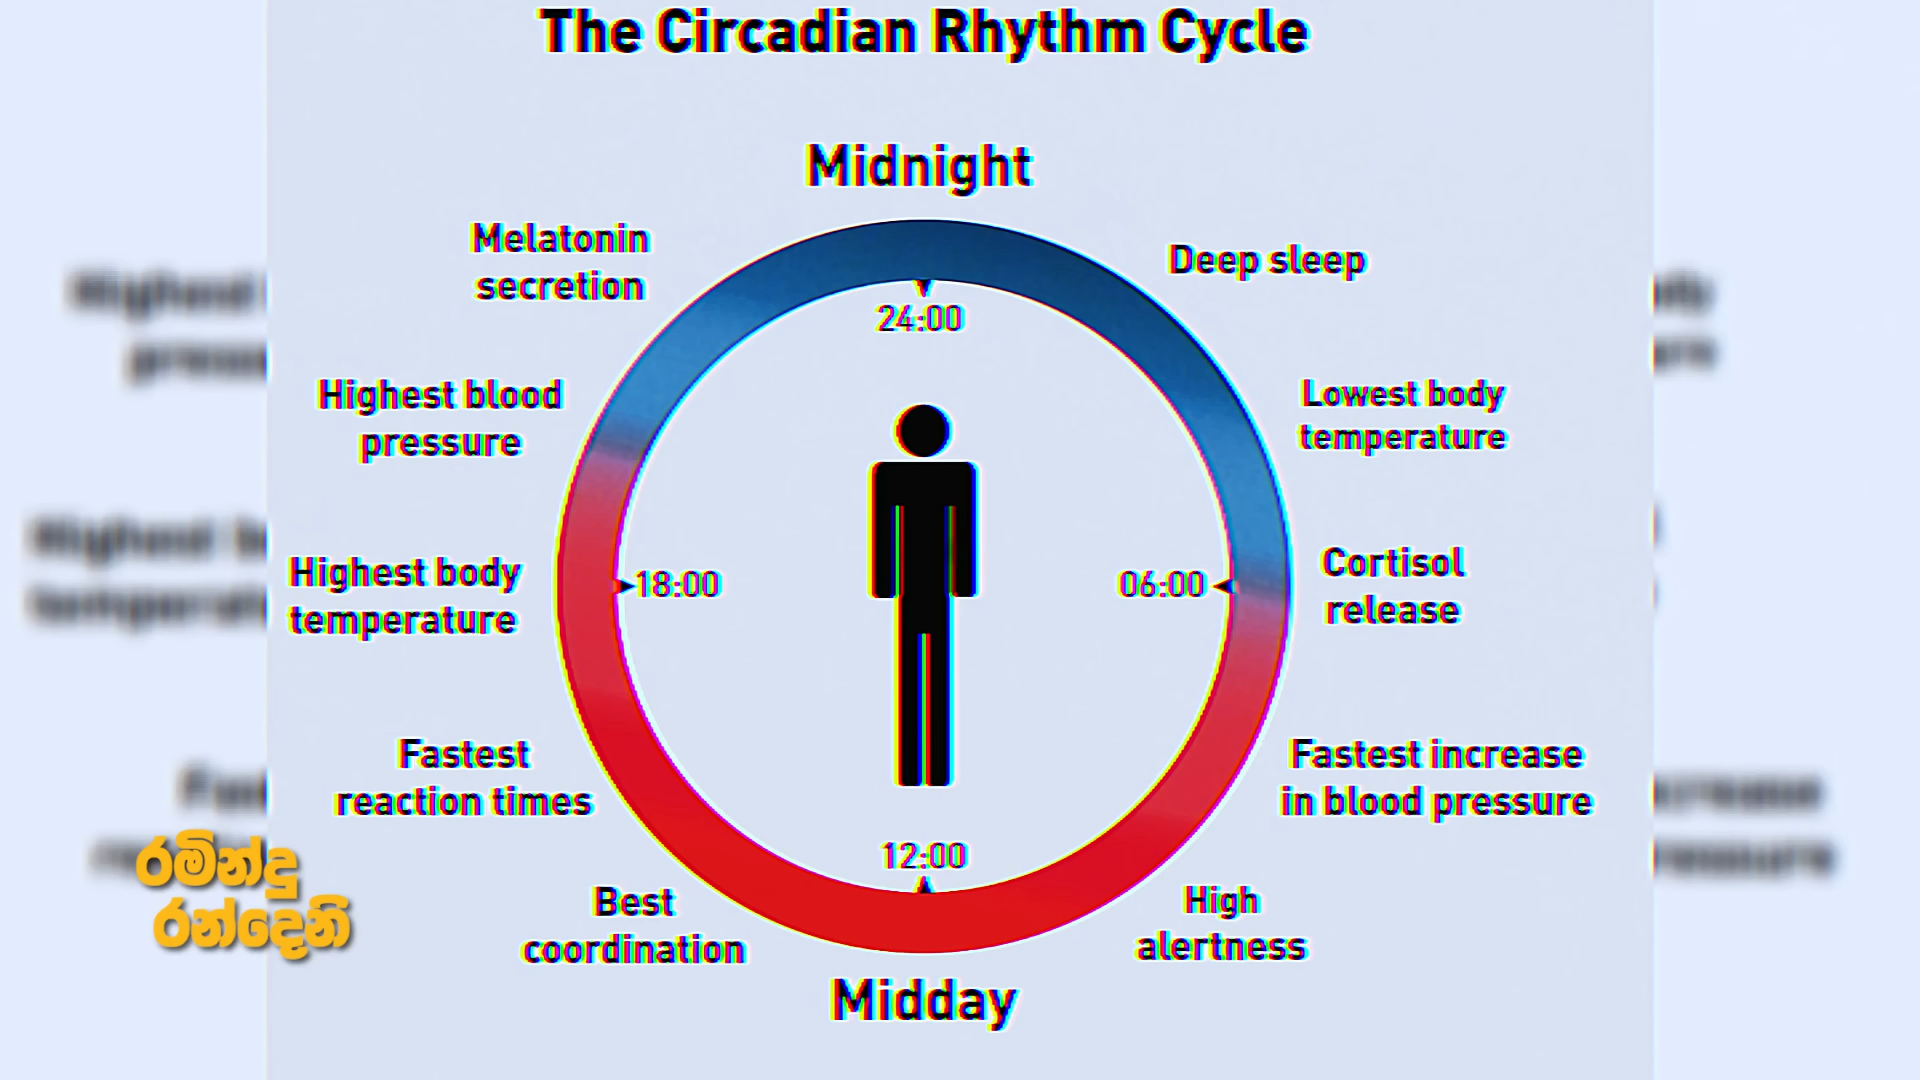 The Circadian Rhythm Cycle
Midnight
Melatonin
secretion
Deep sleep
24:00
Highest blood
pressure
Lowest body
temperature
Highest body
temperature
18:00
06:00
Cortisol
release
Fastest
reaction times
Fastest increase
in blood pressure
12:00
Best
coordination
High
alertness
Midday
රමින්දු
රන්දෙනි